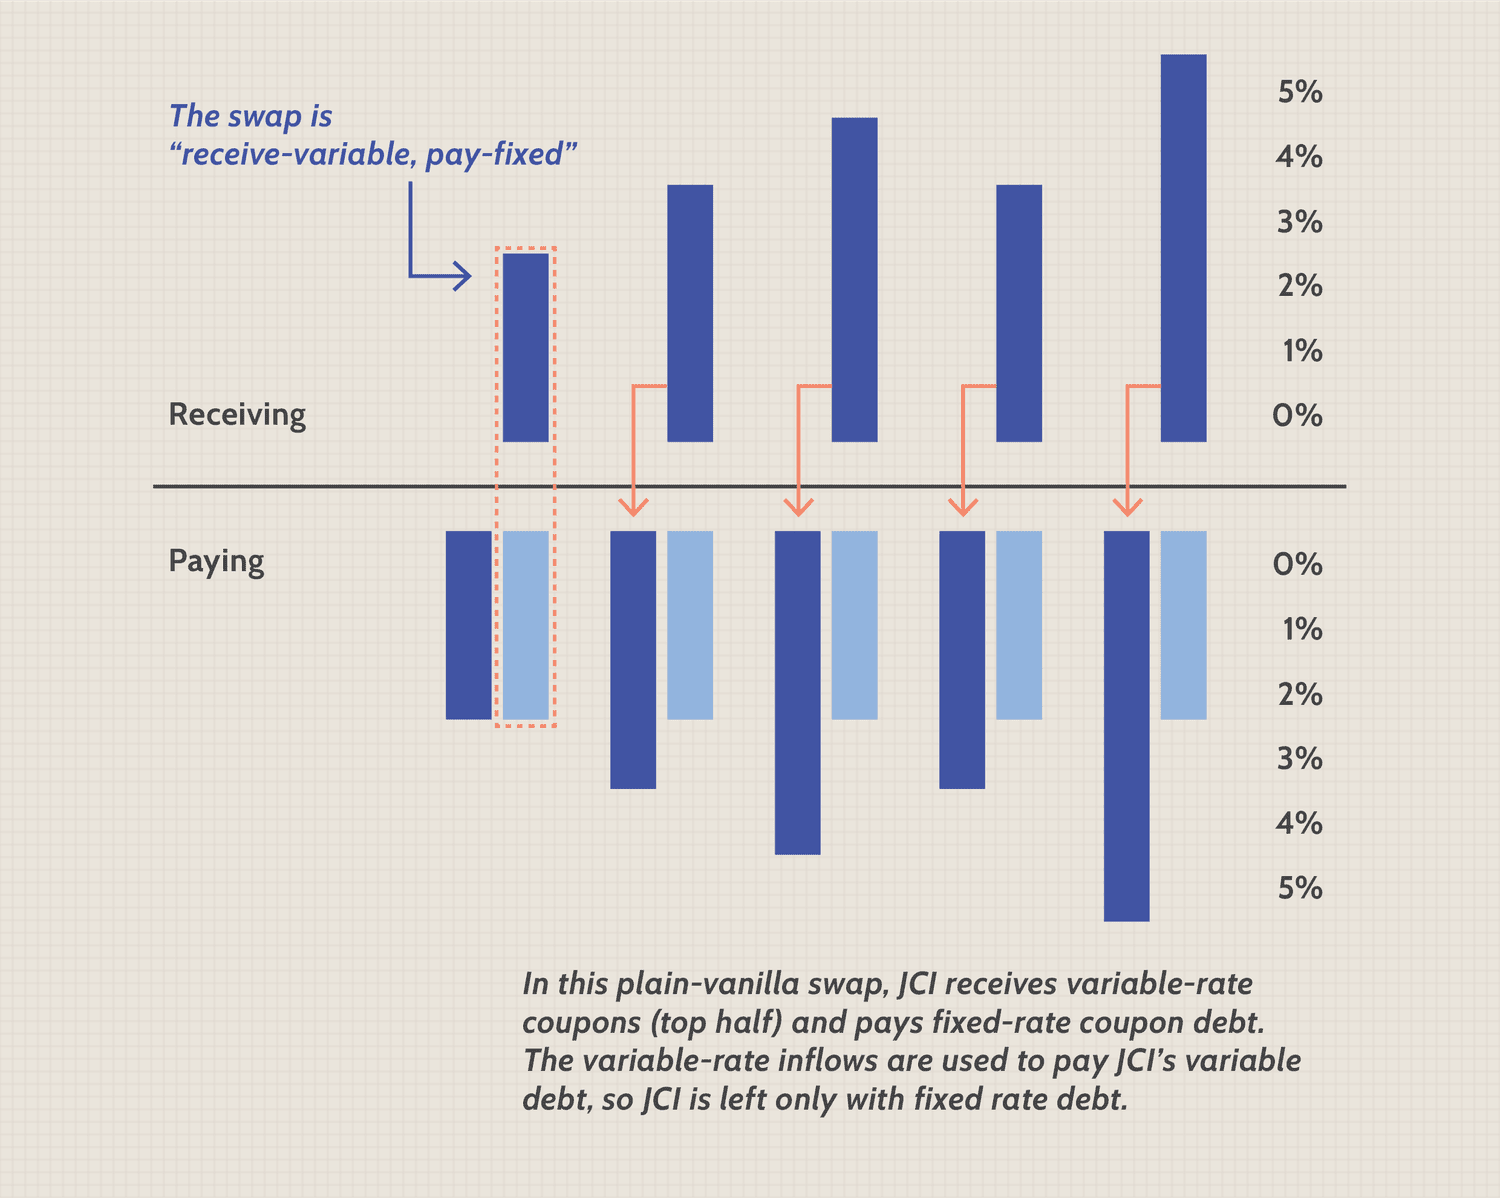 The swap is
“receive-variable, pay-fixed”
5%
4%
3%
2%
1%
0%
Receiving
Paying
0%
1%
2%
3%
4%
5%
In this plain-vanilla swap, JCI receives variable-rate
coupons (top half) and pays fixed-rate coupon debt.
The variable-rate inflows are used to pay JCI’s variable
debt, so JCI is left only with fixed rate debt.